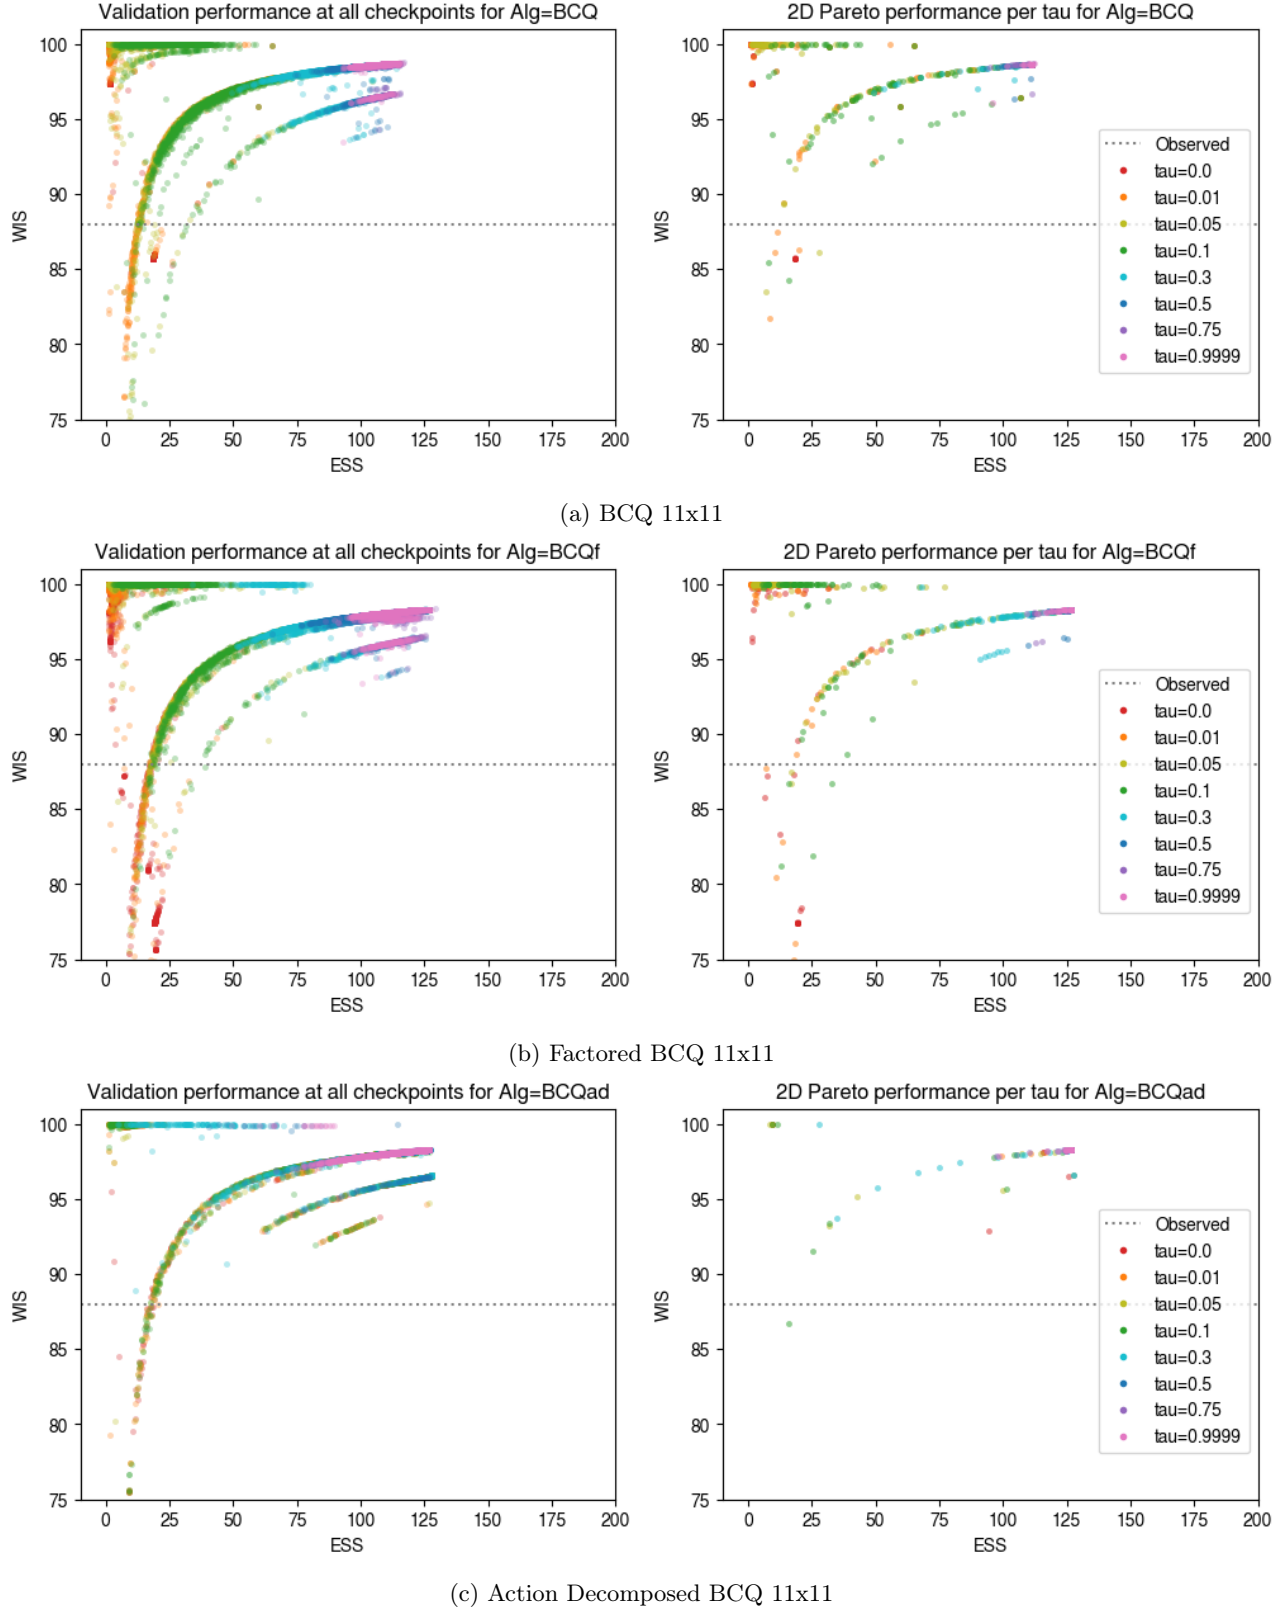 Validation performance at all checkpoints for Alg=BCQ
100
95
90
85
80
75
WIS
0 25 50 75 100 125 150 175 200
ESS
2D Pareto performance per tau for Alg=BCQ
100
95
90
85
80
75
WIS
Observed
tau=0.0
tau=0.01
tau=0.05
tau=0.1
tau=0.3
tau=0.5
tau=0.75
tau=0.9999
0 25 50 75 100 125 150 175 200
ESS
(a) BCQ 11x11
Validation performance at all checkpoints for Alg=BCQf
100
95
90
85
80
75
WIS
0 25 50 75 100 125 150 175 200
ESS
2D Pareto performance per tau for Alg=BCQf
100
95
90
85
80
75
WIS
Observed
tau=0.0
tau=0.01
tau=0.05
tau=0.1
tau=0.3
tau=0.5
tau=0.75
tau=0.9999
0 25 50 75 100 125 150 175 200
ESS
(b) Factored BCQ 11x11
Validation performance at all checkpoints for Alg=BCQad
100
95
90
85
80
75
WIS
0 25 50 75 100 125 150 175 200
ESS
2D Pareto performance per tau for Alg=BCQad
100
95
90
85
80
75
WIS
Observed
tau=0.0
tau=0.01
tau=0.05
tau=0.1
tau=0.3
tau=0.5
tau=0.75
tau=0.9999
0 25 50 75 100 125 150 175 200
ESS
(c) Action Decomposed BCQ 11x11